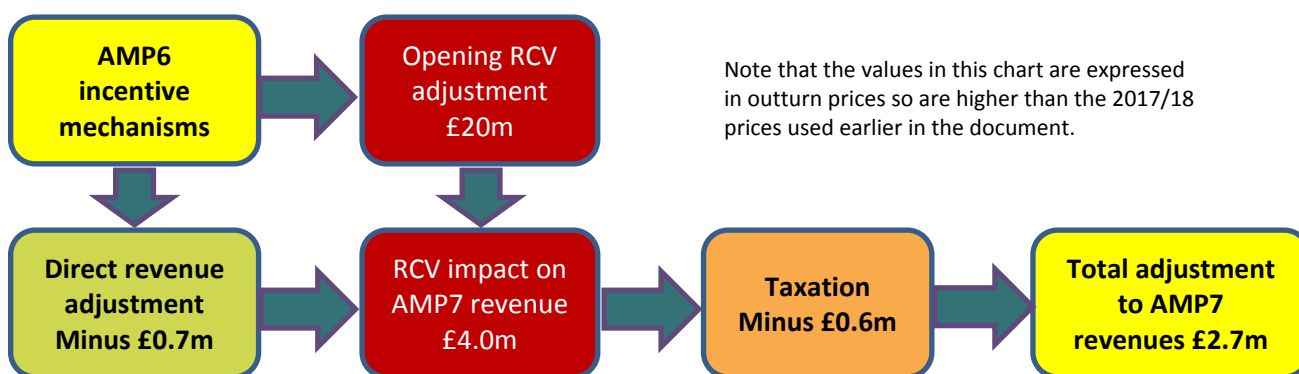 AMP6
incentive
mechanisms
Opening RCV
adjustment
£20m
Note that the values in this chart are expressed
in outturn prices so are higher than the 2017/18
prices used earlier in the document.
Direct revenue
adjustment
Minus £0.7m
RCV impact on
AMP7 revenue
£4.0m
Taxation
Minus £0.6m
Total adjustment
to AMP7
revenues £2.7m